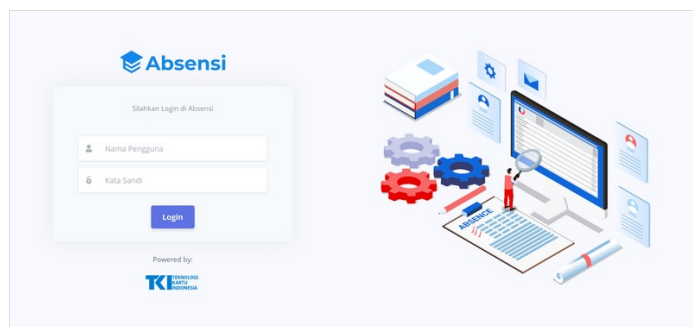 Absensi
Silahkan Login di Absensi
Nama Pengguna
Kata Sandi
Login
Powered by:
TKI TEKNOLOGI
KARTU
INDONESIA
ABSENCE